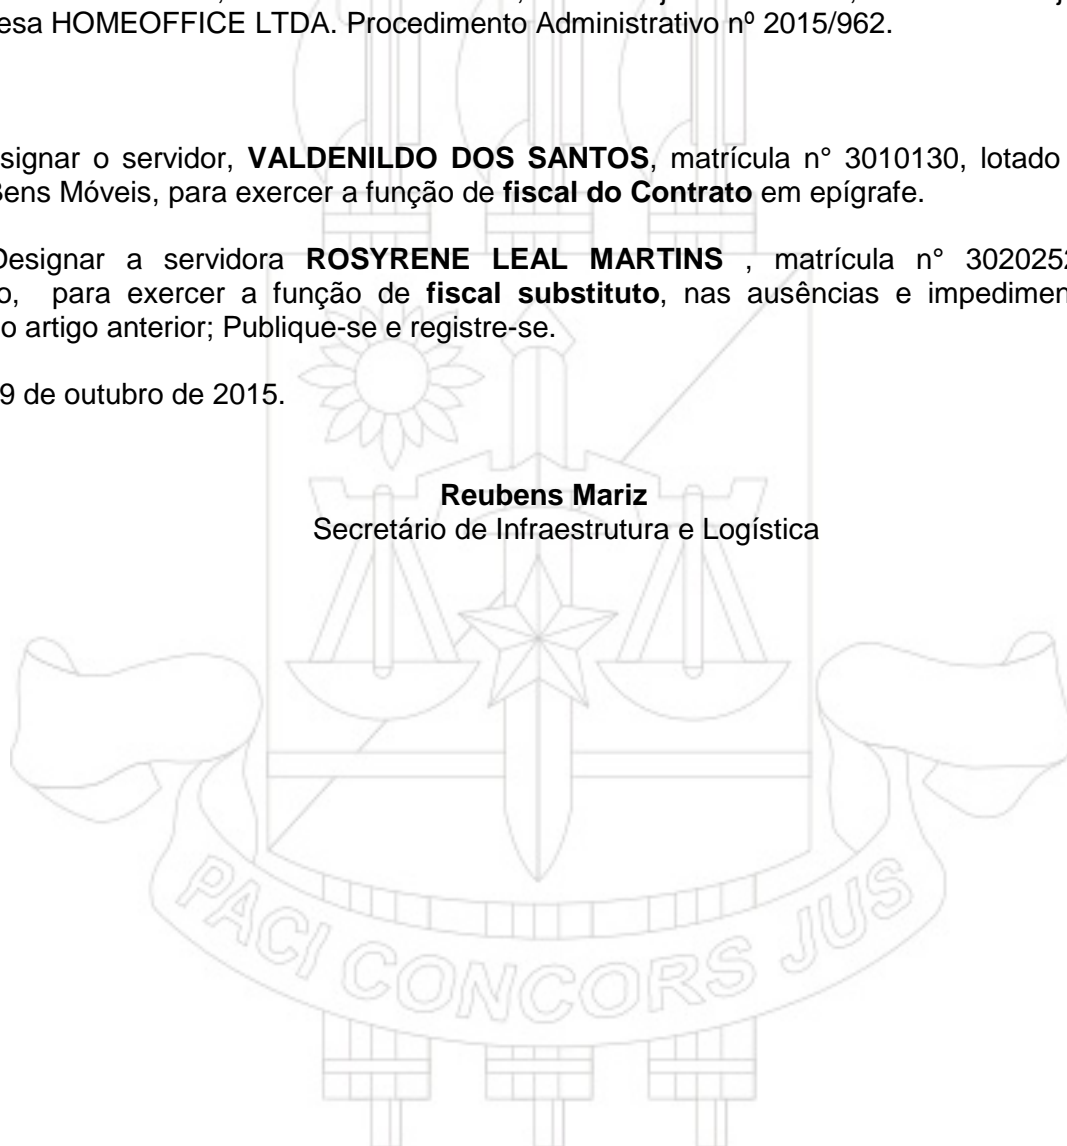 esa HOMEOFFICE LTDA. Procedimento Administrativo nº 2015/962.
signar o servidor, VALDENILDO DOS SANTOS, matrícula n° 3010130, lotado
Bens Móveis, para exercer a função de fiscal do Contrato em epígrafe.
Designar a servidora ROSYRENE LEAL MARTINS , matrícula n° 3020252
o, para exercer a função de fiscal substituto, nas ausências e impedimen
o artigo anterior; Publique-se e registre-se.
9 de outubro de 2015.
Reubens Mariz
Secretário de Infraestrutura e Logística
PACI CONCORS JUS